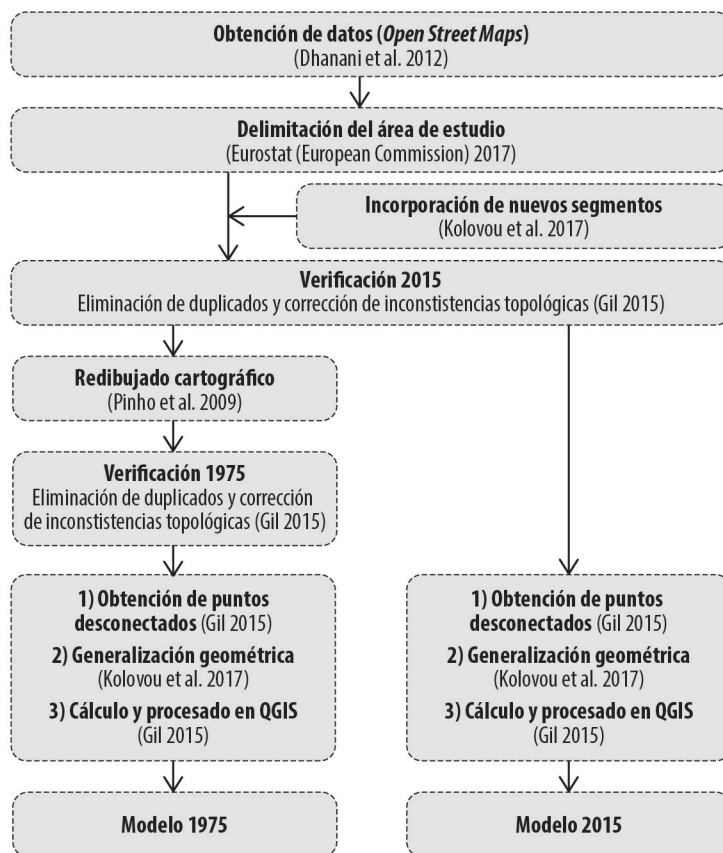 Obtención de datos (Open Street Maps)
(Dhanani et al. 2012)
Delimitación del área de estudio
(Eurostat (European Commission) 2017)
Incorporación de nuevos segmentos
(Kolovou et al. 2017)
Verificación 2015
Eliminación de duplicados y corrección de inconstistencias topológicas (Gil 2015)
Redibujado cartográfico
(Pinho et al. 2009)
Verificación 1975
Eliminación de duplicados y corrección
de inconstistencias topológicas (Gil 2015)
1) Obtención de puntos
desconectados (Gil 2015)
2) Generalización geométrica
(Kolovou et al. 2017)
3) Cálculo y procesado en QGIS
(Gil 2015)
1) Obtención de puntos
desconectados (Gil 2015)
2) Generalización geométrica
(Kolovou et al. 2017)
3) Cálculo y procesado en QGIS
(Gil 2015)
Modelo 1975
Modelo 2015